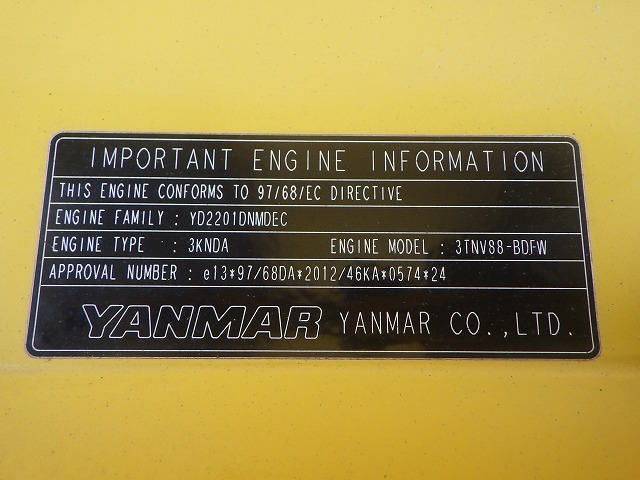 IMPORTANT ENGINE INFORMATION
THIS ENGINE CONFORMS TO 97/68/EC DIRECTIVE
ENGINE FAMILY : YD2201DNMDEC
ENGINE TYPE : 3KNDA ENGINE MODEL : 3TNV88-BDFW
APPROVAL NUMBER : e13*97/68DA*2012/46KA*0574*24
YANMAR YANMAR CO.,LTD.